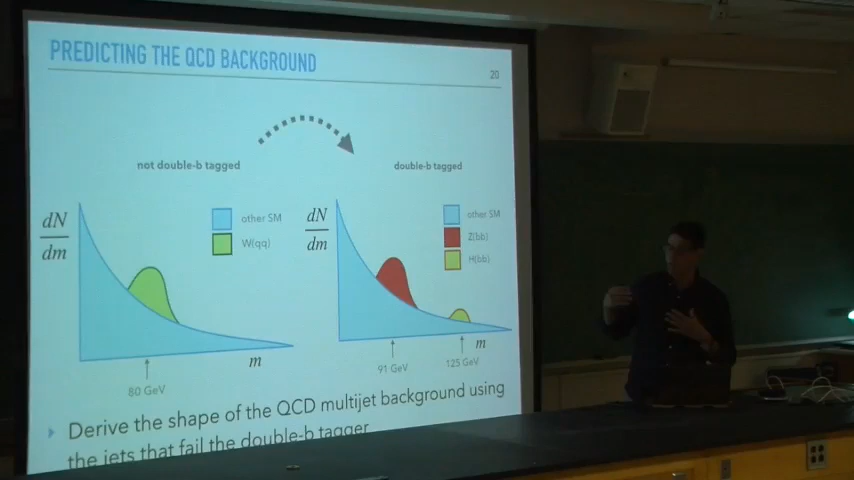 PREDICTING THE QCD BACKGROUND
20
not double-b tagged
double-b tagged
dN
dm
other SM
W(qq)
dN
dm
other SM
Z(bb)
H(bb)
m
m
80 GeV
91 GeV
125 GeV
Derive the shape of the QCD multijet background using
the jets that fail the double-b tagger